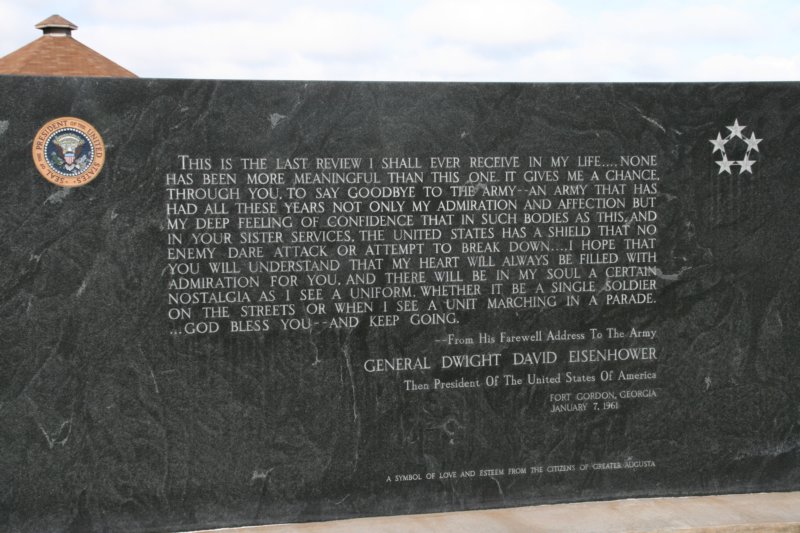 SEAL OF THE PRESIDENT OF THE UNITED STATES
THIS IS THE LAST REVIEW I SHALL EVER RECEIVE IN MY LIFE....NONE
HAS BEEN MORE MEANINGFUL THAN THIS ONE. IT GIVES ME A CHANCE,
THROUGH YOU, TO SAY GOODBYE TO THE ARMY--AN ARMY THAT HAS
HAD ALL THESE YEARS NOT ONLY MY ADMIRATION AND AFFECTION BUT
MY DEEP FEELING OF CONFIDENCE THAT IN SUCH BODIES AS THIS, AND
IN YOUR SISTER SERVICES, THE UNITED STATES HAS A SHIELD THAT NO
ENEMY DARE ATTACK OR ATTEMPT TO BREAK DOWN....I HOPE THAT
YOU WILL UNDERSTAND THAT MY HEART WILL ALWAYS BE FILLED WITH
ADMIRATION FOR YOU, AND THERE WILL BE IN MY SOUL A CERTAIN
NOSTALGIA AS I SEE A UNIFORM, WHETHER IT BE A SINGLE SOLDIER
ON THE STREETS OR WHEN I SEE A UNIT MARCHING IN A PARADE.
...GOD BLESS YOU--AND KEEP GOING.
--From His Farewell Address To The Army
GENERAL DWIGHT DAVID EISENHOWER
Then President Of The United States Of America
FORT GORDON, GEORGIA
JANUARY 7, 1961
A SYMBOL OF LOVE AND ESTEEM FROM THE CITIZENS OF GREATER AUGUSTA